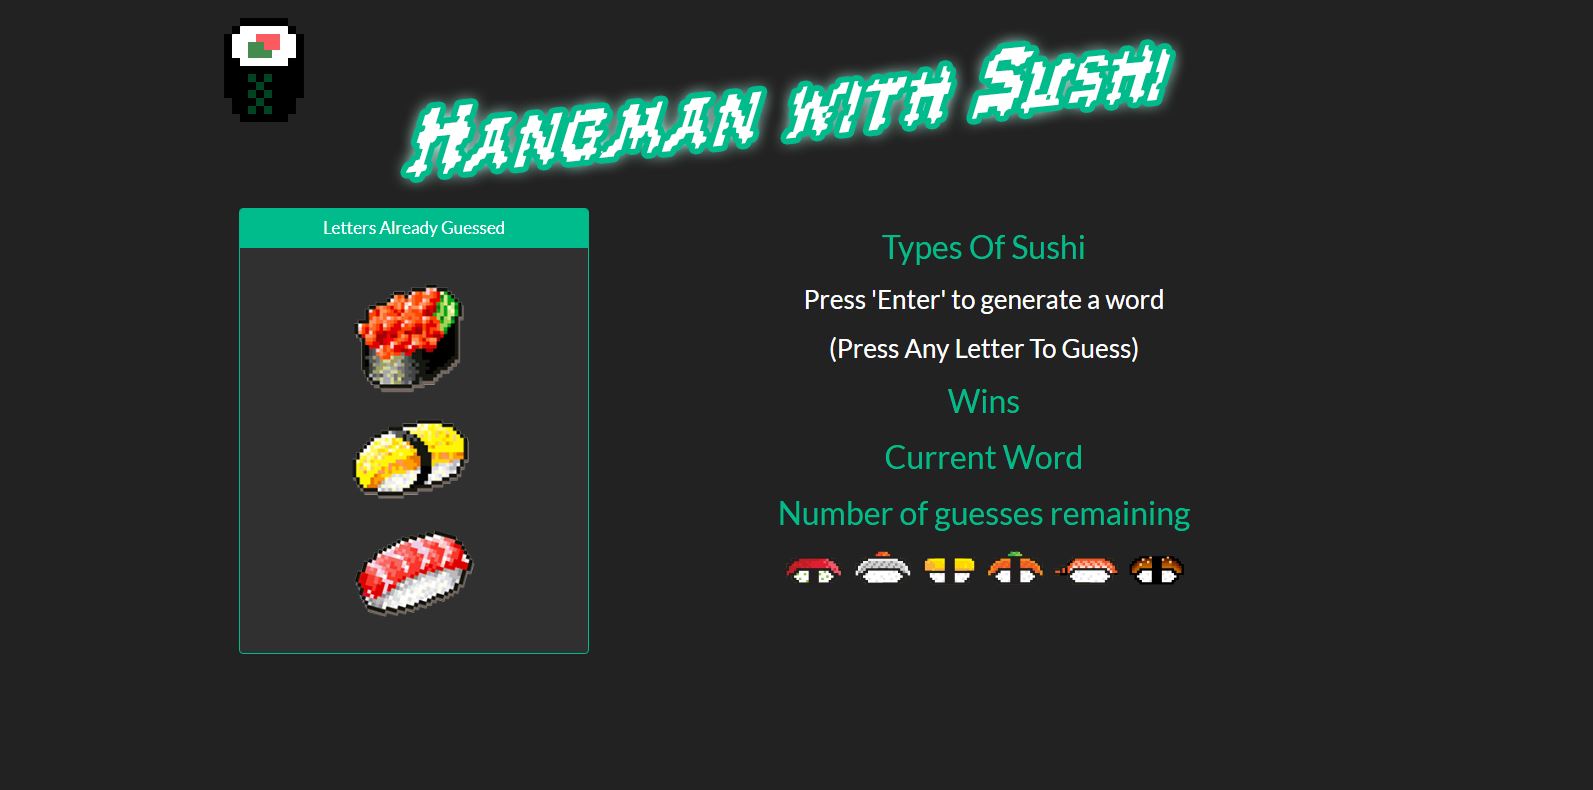 Hangman with Sushi
Letters Already Guessed
Types Of Sushi
Press 'Enter' to generate a word
(Press Any Letter To Guess)
Wins
Current Word
Number of guesses remaining